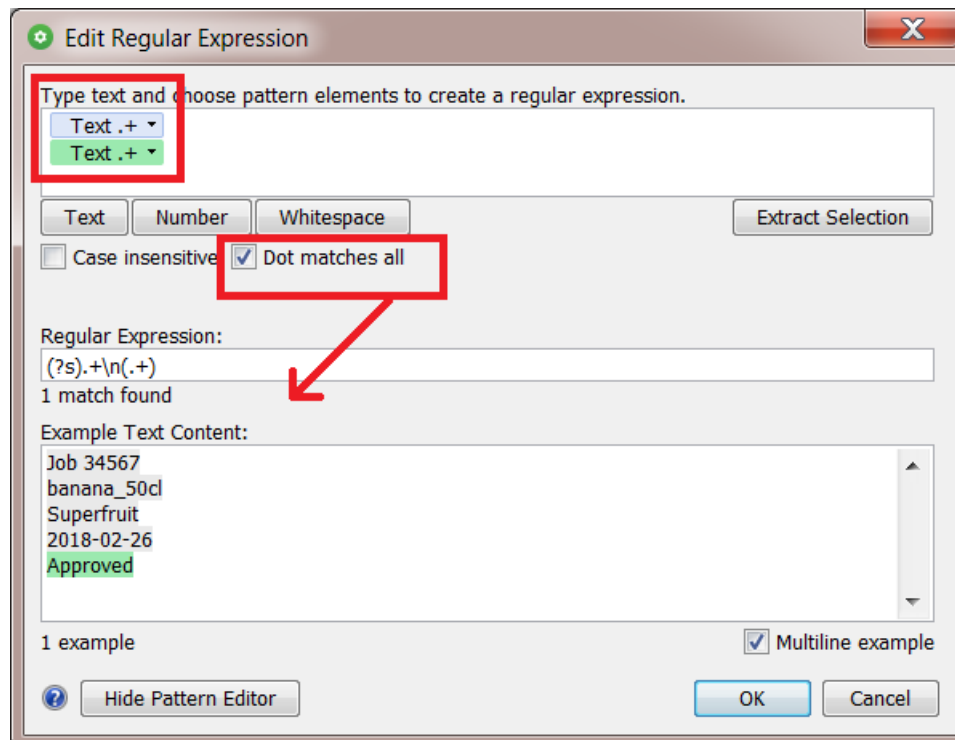 Edit Regular Expression
X
Type text and choose pattern elements to create a regular expression.
Text .+
Text .+
Text Number Whitespace Extract Selection
Case insensitive Dot matches all
Regular Expression:
(?s).+\n(.+)
1 match found
Example Text Content:
Job 34567
banana_50cl
Superfruit
2018-02-26
Approved
1 example Multiline example
? Hide Pattern Editor OK Cancel